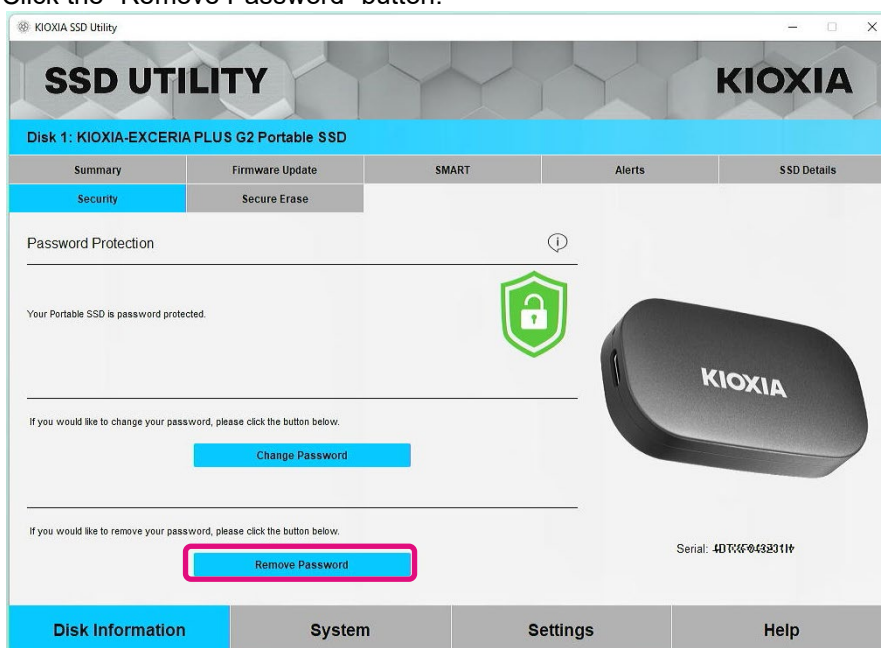 Click the "Remove Password" button.
KIOXIA SSD Utility
SSD UTILITY
KIOXIA
Disk 1: KIOXIA-EXCERIA PLUS G2 Portable SSD
Summary Firmware Update SMART Alerts SSD Details
Security Secure Erase
Password Protection
Your Portable SSD is password protected.
KIOXIA
If you would like to change your password, please click the button below.
Change Password
If you would like to remove your password, please click the button below.
Remove Password
Serial:
Disk Information System Settings Help